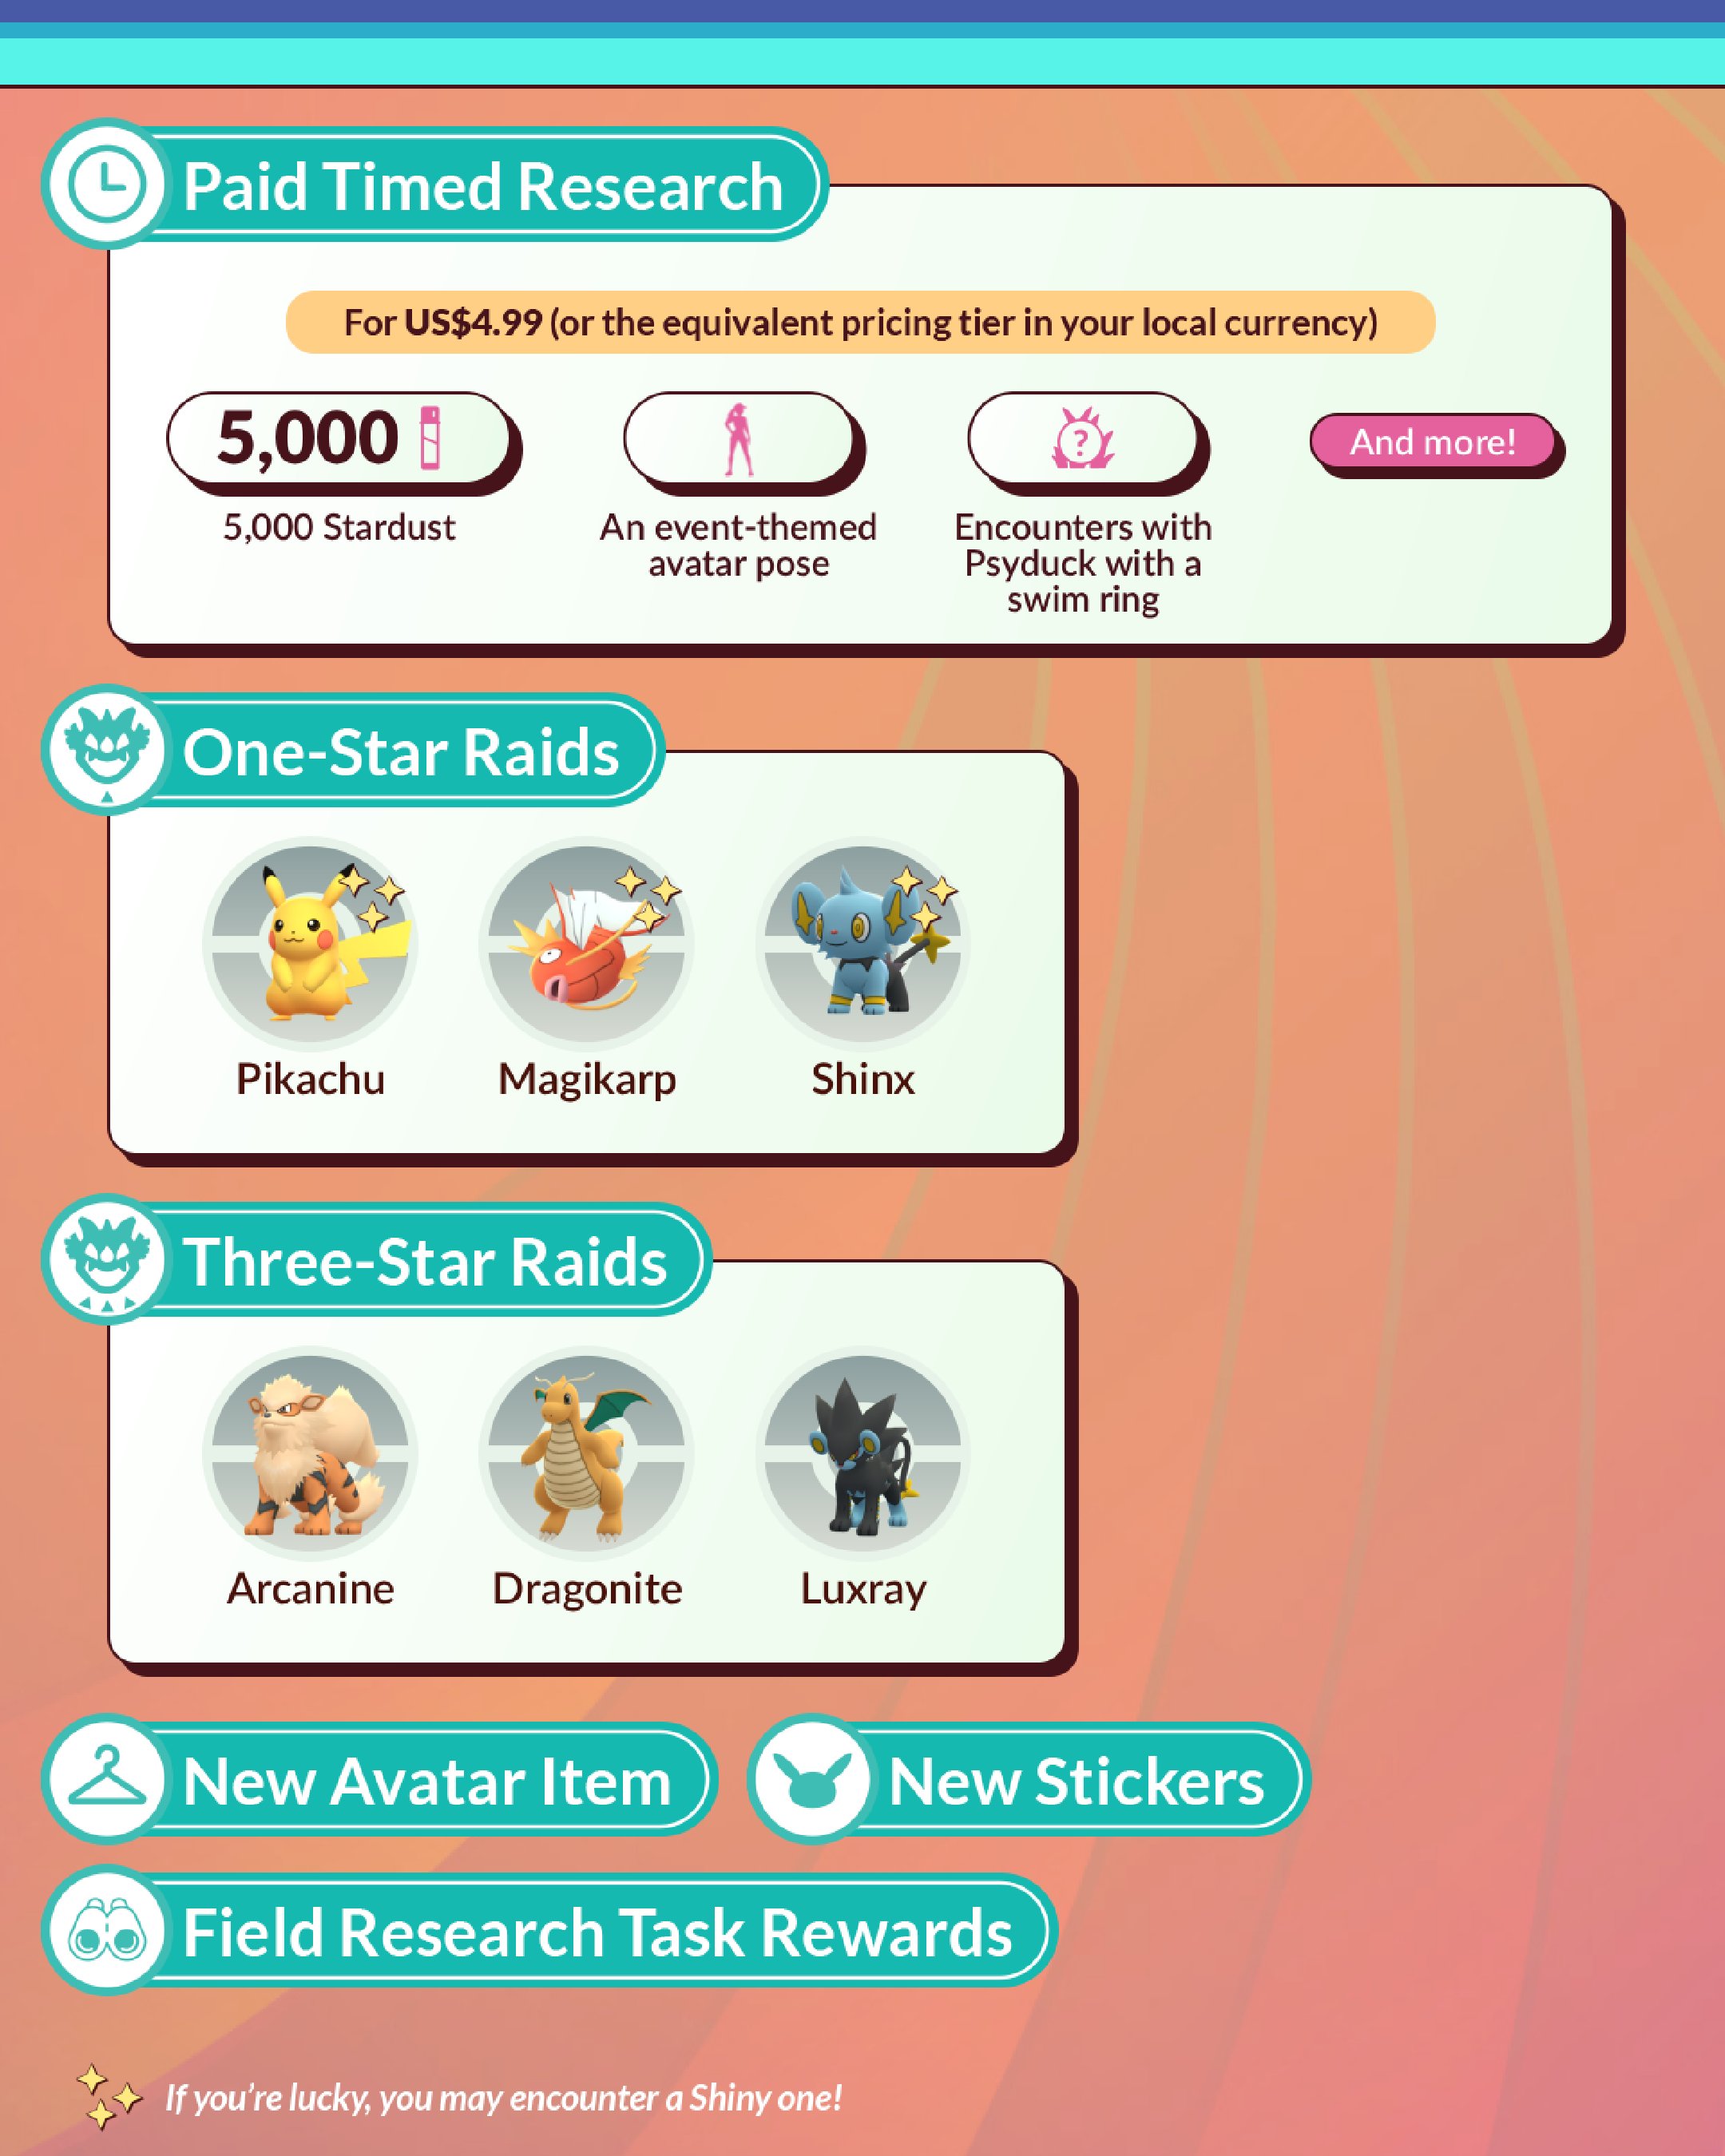 Paid Timed Research
For US$4.99 (or the equivalent pricing tier in your local currency)
5,000
5,000 Stardust
An event-themed
avatar pose
?
Encounters with
Psyduck with a
swim ring
And more!
One-Star Raids
Pikachu
Magikarp
Shinx
Three-Star Raids
Arcanine
Dragonite
Luxray
New Avatar Item
New Stickers
Field Research Task Rewards
If you're lucky, you may encounter a Shiny one!